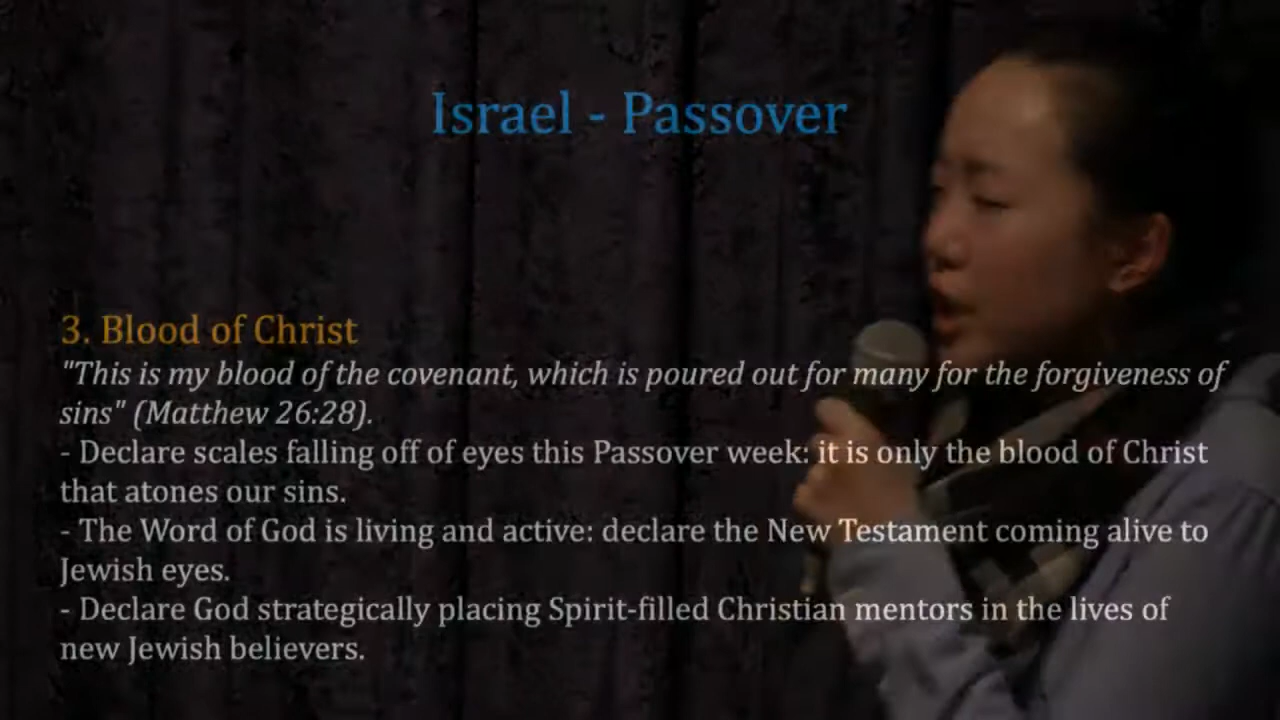 Israel - Passover
3. Blood of Christ
"This is my blood of the covenant, which is poured out for many for the forgiveness of
sins" (Matthew 26:28).
- Declare scales falling off of eyes this Passover week: it is only the blood of Christ
that atones our sins.
- The Word of God is living and active: declare the New Testament coming alive to
Jewish eyes.
- Declare God strategically placing Spirit-filled Christian mentors in the lives of
new Jewish believers.